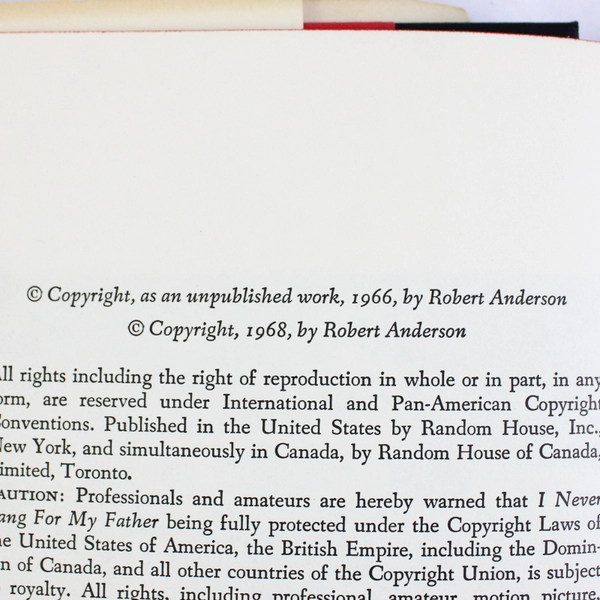 © Copyright, as an unpublished work, 1966, by Robert Anderson
© Copyright, 1968, by Robert Anderson
ll rights including the right of reproduction in whole or in part, in any
orm, are reserved under International and Pan-American Copyright
onventions. Published in the United States by Random House, Inc.,
New York, and simultaneously in Canada, by Random House of Canada,
imited, Toronto.
AUTION: Professionals and amateurs are hereby warned that I Never
ang For My Father being fully protected under the Copyright Laws of
he United States of America, the British Empire, including the Domin-
n of Canada, and all other countries of the Copyright Union, is subject
royalty. All rights, including professional, amateur, motion picture,